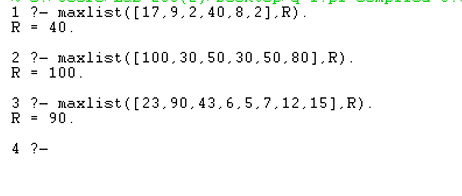 1 ?- maxlist([17,9,2,40,8,2],R).
R = 40.
2 ?- maxlist([100,30,50,30,50,80],R).
R = 100.
3 ?- maxlist([23,90,43,6,5,7,12,15],R).
R = 90.
4 ?-